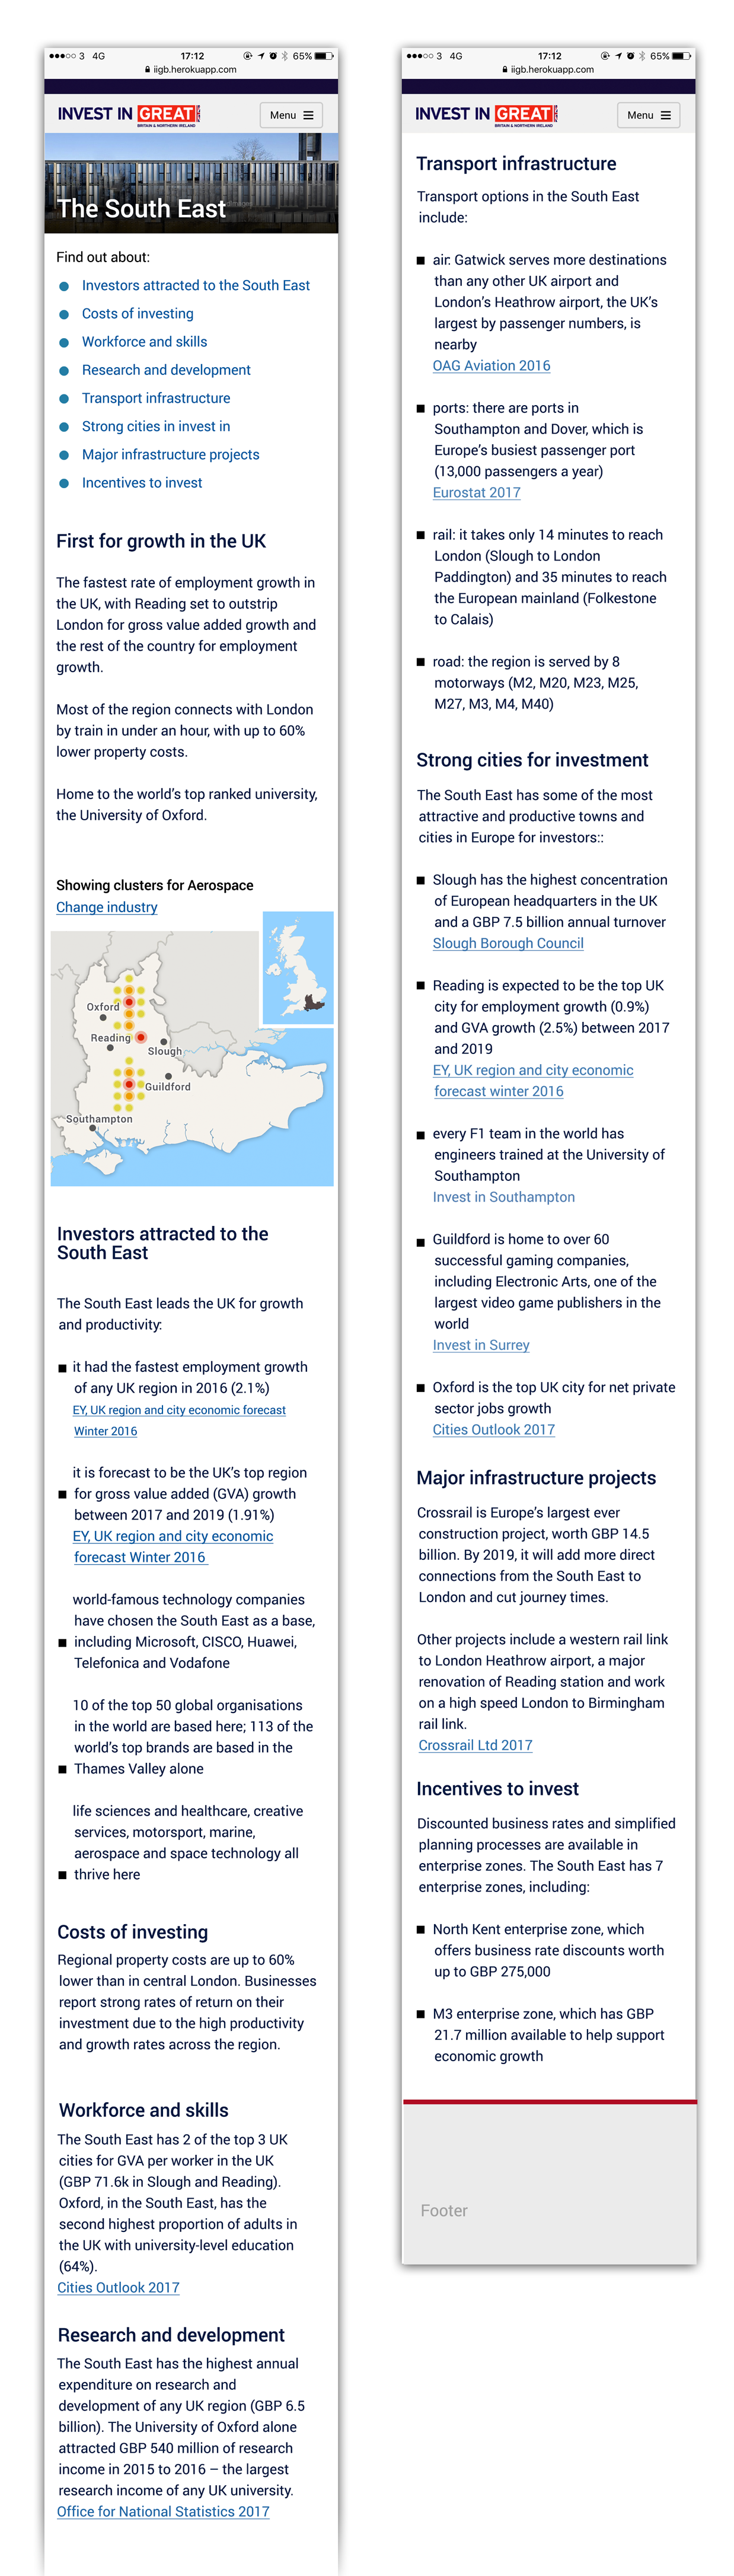 3 4G 17:12 65%
iigb.herokuapp.com
INVEST IN GREAT
BRITAIN & NORTHERN IRELAND
Menu
The South East
Find out about:
Investors attracted to the South East
Costs of investing
Workforce and skills
Research and development
Transport infrastructure
Strong cities in invest in
Major infrastructure projects
Incentives to invest
First for growth in the UK
The fastest rate of employment growth in
the UK, with Reading set to outstrip
London for gross value added growth and
the rest of the country for employment
growth.
Most of the region connects with London
by train in under an hour, with up to 60%
lower property costs.
Home to the world's top ranked university,
the University of Oxford.
Showing clusters for Aerospace
Change industry
Oxford
Reading
Slough
Guildford
Southampton
Investors attracted to the
South East
The South East leads the UK for growth
and productivity:
it had the fastest employment growth
of any UK region in 2016 (2.1%)
EY, UK region and city economic forecast
Winter 2016
it is forecast to be the UK's top region
for gross value added (GVA) growth
between 2017 and 2019 (1.91%)
EY, UK region and city economic
forecast Winter 2016
world-famous technology companies
have chosen the South East as a base,
including Microsoft, CISCO, Huawei,
Telefonica and Vodafone
10 of the top 50 global organisations
in the world are based here; 113 of the
world's top brands are based in the
Thames Valley alone
life sciences and healthcare, creative
services, motorsport, marine,
aerospace and space technology all
thrive here
Costs of investing
Regional property costs are up to 60%
lower than in central London. Businesses
report strong rates of return on their
investment due to the high productivity
and growth rates across the region.
Workforce and skills
The South East has 2 of the top 3 UK
cities for GVA per worker in the UK
(GBP 71.6k in Slough and Reading).
Oxford, in the South East, has the
second highest proportion of adults in
the UK with university-level education
(64%).
Cities Outlook 2017
Research and development
The South East has the highest annual
expenditure on research and
development of any UK region (GBP 6.5
billion). The University of Oxford alone
attracted GBP 540 million of research
income in 2015 to 2016 – the largest
research income of any UK university.
Office for National Statistics 2017
3 4G 17:12 65%
iigb.herokuapp.com
INVEST IN GREAT
BRITAIN & NORTHERN IRELAND
Menu
Transport infrastructure
Transport options in the South East
include:
air: Gatwick serves more destinations
than any other UK airport and
London's Heathrow airport, the UK's
largest by passenger numbers, is
nearby
OAG Aviation 2016
ports: there are ports in
Southampton and Dover, which is
Europe's busiest passenger port
(13,000 passengers a year)
Eurostat 2017
rail: it takes only 14 minutes to reach
London (Slough to London
Paddington) and 35 minutes to reach
the European mainland (Folkestone
to Calais)
road: the region is served by 8
motorways (M2, M20, M23, M25,
M27, M3, M4, M40)
Strong cities for investment
The South East has some of the most
attractive and productive towns and
cities in Europe for investors::
Slough has the highest concentration
of European headquarters in the UK
and a GBP 7.5 billion annual turnover
Slough Borough Council
Reading is expected to be the top UK
city for employment growth (0.9%)
and GVA growth (2.5%) between 2017
and 2019
EY, UK region and city economic
forecast winter 2016
every F1 team in the world has
engineers trained at the University of
Southampton
Invest in Southampton
Guildford is home to over 60
successful gaming companies,
including Electronic Arts, one of the
largest video game publishers in the
world
Invest in Surrey
Oxford is the top UK city for net private
sector jobs growth
Cities Outlook 2017
Major infrastructure projects
Crossrail is Europe's largest ever
construction project, worth GBP 14.5
billion. By 2019, it will add more direct
connections from the South East to
London and cut journey times.
Other projects include a western rail link
to London Heathrow airport, a major
renovation of Reading station and work
on a high speed London to Birmingham
rail link.
Crossrail Ltd 2017
Incentives to invest
Discounted business rates and simplified
planning processes are available in
enterprise zones. The South East has 7
enterprise zones, including:
North Kent enterprise zone, which
offers business rate discounts worth
up to GBP 275,000
M3 enterprise zone, which has GBP
21.7 million available to help support
economic growth
Footer